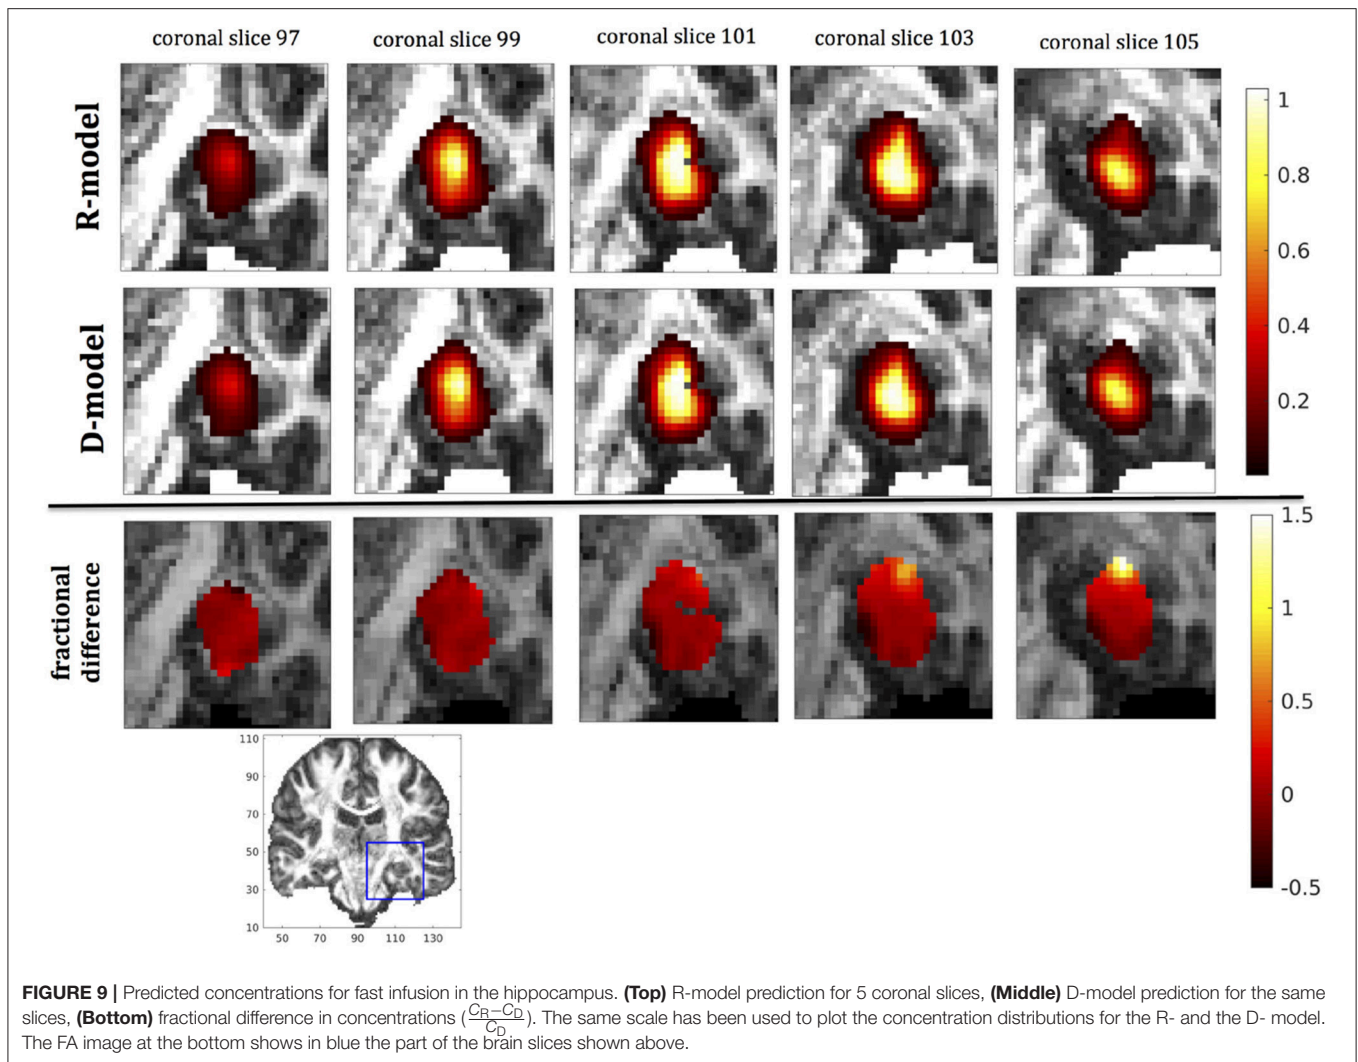 coronal slice 97 coronal slice 99 coronal slice 101 coronal slice 103 coronal slice 105
R-model
1
0.8
0.6
0.4
0.2
D-model
fractional
difference
1.5
1
0.5
0
-0.5
110
90
70
50
30
10
50 70 90 110 130
FIGURE 9 | Predicted concentrations for fast infusion in the hippocampus. (Top) R-model prediction for 5 coronal slices, (Middle) D-model prediction for the same
slices, (Bottom) fractional difference in concentrations (\frac{C_R−C_D}{C_D}). The same scale has been used to plot the concentration distributions for the R- and the D- model.
The FA image at the bottom shows in blue the part of the brain slices shown above.